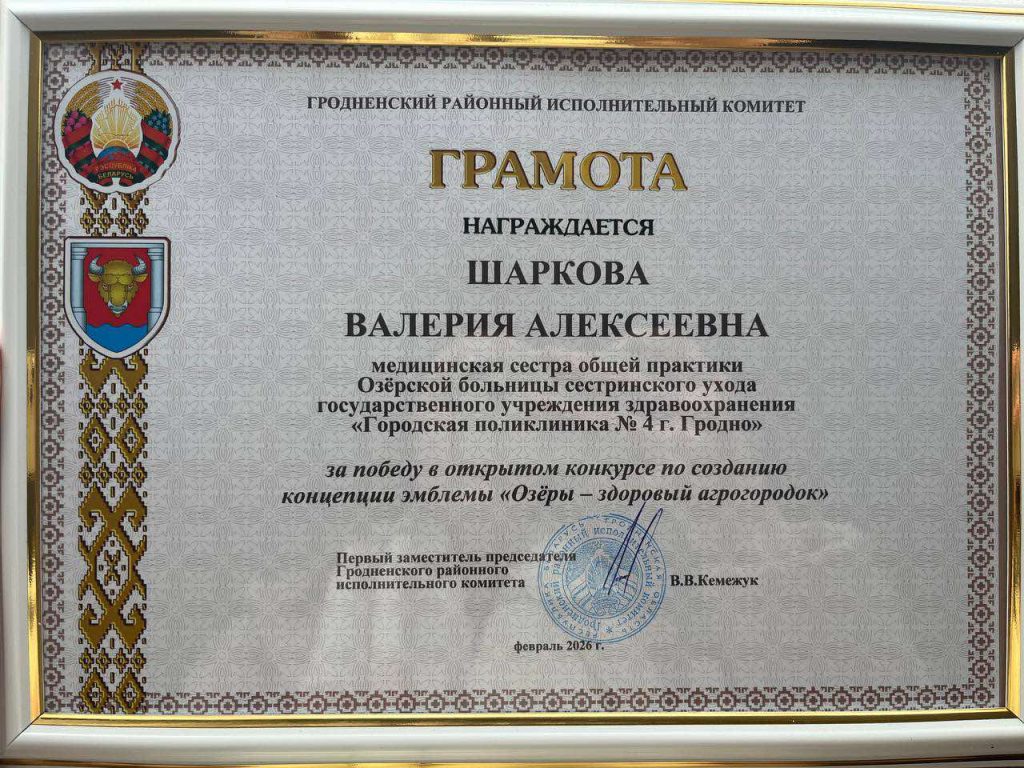 ГРОДНЕНСКИЙ РАЙОННЫЙ ИСПОЛНИТЕЛЬНЫЙ КОМИТЕТ
ГРАМОТА
НАГРАЖДАЕТСЯ
ШАРКОВА
ВАЛЕРИЯ АЛЕКСЕЕВНА
медицинская сестра общей практики
Озёрской больницы сестринского ухода
государственного учреждения здравоохранения
«Городская поликлиника № 4 г. Гродно»
за победу в открытом конкурсе по созданию
концепции эмблемы «Озёры – здоровый агрогородок»
Первый заместитель председателя
Гродненского районного
исполнительного комитета
В.В.Кемежук
февраль 2026 г.
РЭСПУБЛІКА
БЕЛАРУСЬ